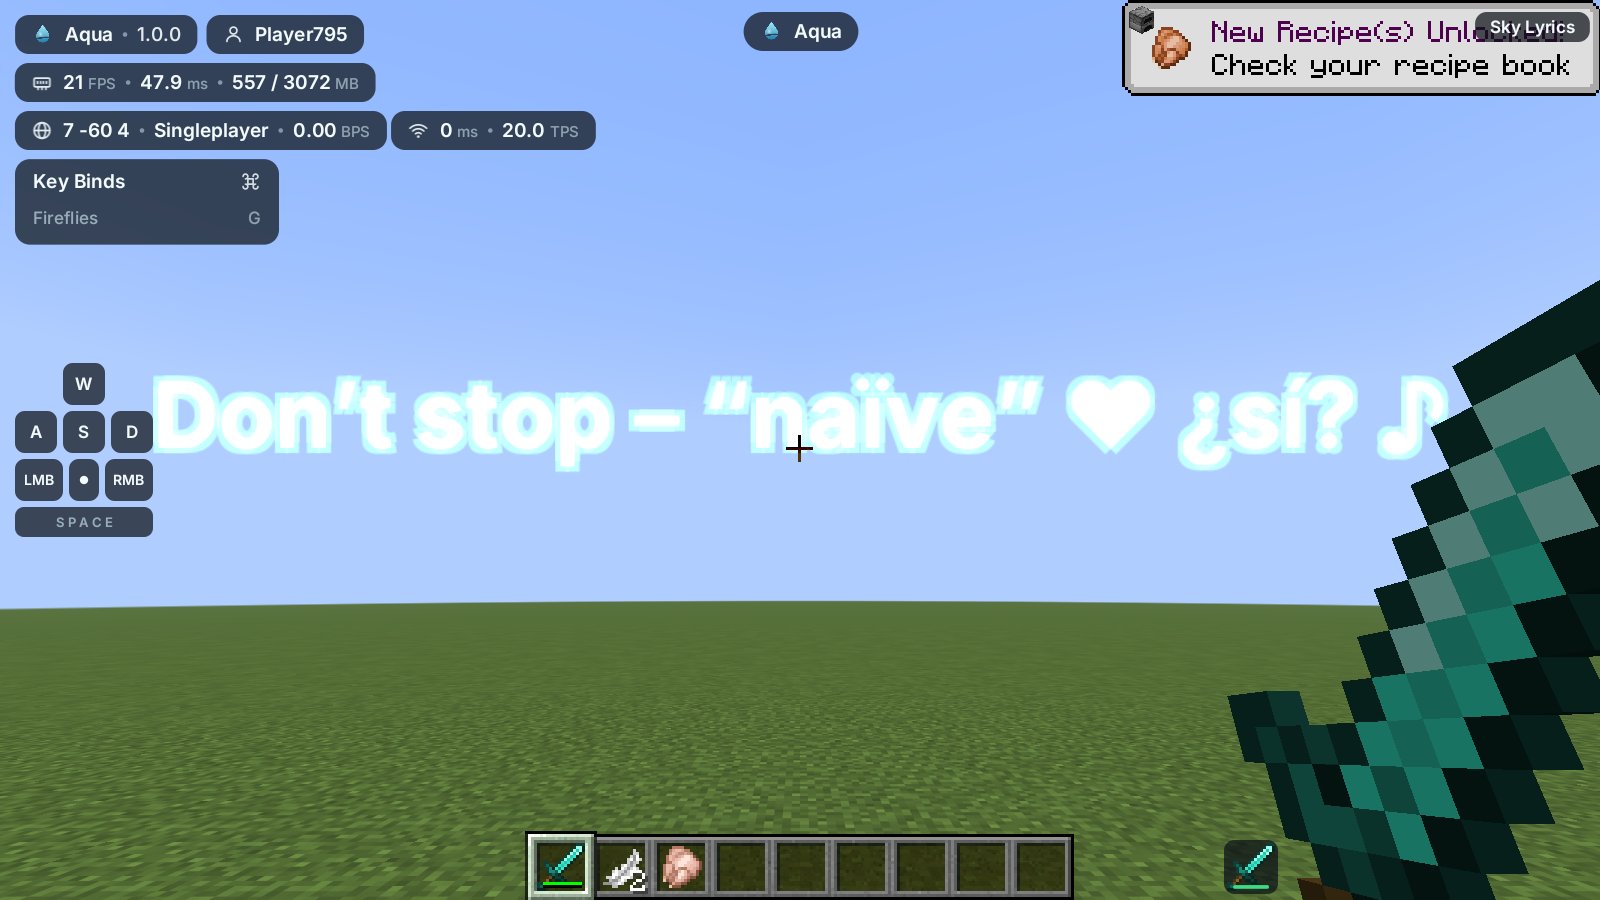 Aqua • 1.0.0
Player795
Aqua
New Recipe(s)
Sky Lyrics
Check your recipe book
21 FPS • 47.9 ms • 557 / 3072 MB
7 -60 4 • Singleplayer • 0.00 BPS
0 ms • 20.0 TPS
Key Binds ⌘
Fireflies G
Don’t stop – “naïve” ♥ ¿sí? ♪
W
A S D
LMB • RMB
SPACE
2